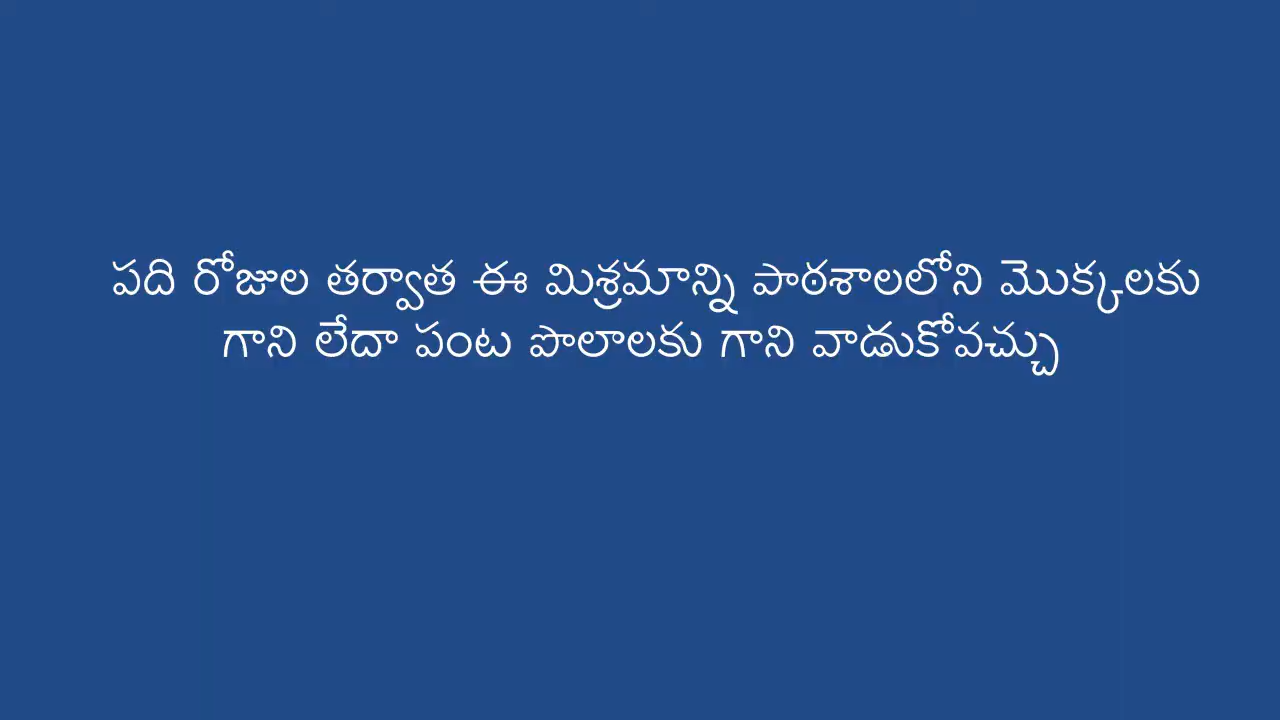 పది రోజుల తర్వాత ఈ మిశ్రమాన్ని పాఠశాలలోని మొక్కలకు
గాని లేదా పంట పొలాలకు గాని వాడుకోవచ్చు